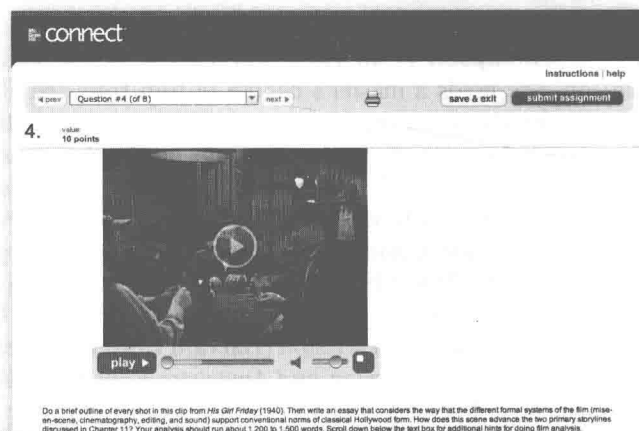 connect
Instructions | help
prev Question #4 (of 8) next
save & exit submit assignment
4. value:
10 points
play
Do a brief outline of every shot in this clip from His Girl Friday (1940). Then write an essay that considers the way that the different formal systems of the film (mise-
en-scene, cinematography, editing, and sound) support conventional norms of classical Hollywood form. How does this scene advance the two primary storylines
discussed in Chapter 11? Your analysis should run about 1,200 to 1,500 words. Scroll down below the text box for additional hints for doing film analysis.